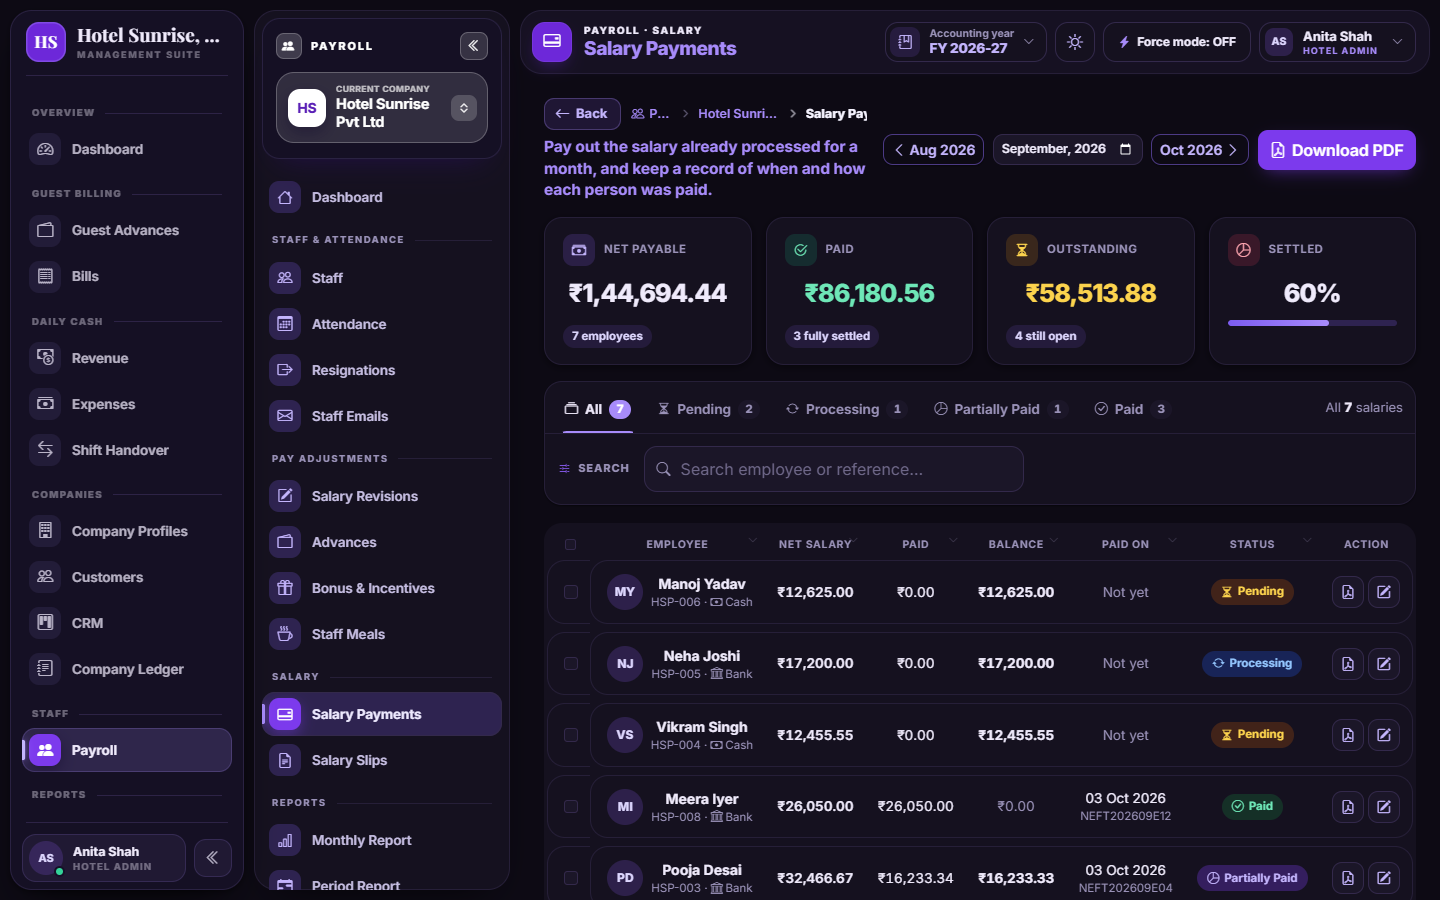 HS
Hotel Sunrise, ...
MANAGEMENT SUITE
OVERVIEW
Dashboard
GUEST BILLING
Guest Advances
Bills
DAILY CASH
Revenue
Expenses
Shift Handover
COMPANIES
Company Profiles
Customers
CRM
Company Ledger
STAFF
Payroll
REPORTS
AS
Anita Shah
HOTEL ADMIN
PAYROLL
HS
CURRENT COMPANY
Hotel Sunrise
Pvt Ltd
Dashboard
STAFF & ATTENDANCE
Staff
Attendance
Resignations
Staff Emails
PAY ADJUSTMENTS
Salary Revisions
Advances
Bonus & Incentives
Staff Meals
SALARY
Salary Payments
Salary Slips
REPORTS
Monthly Report
Period Report
PAYROLL · SALARY
Salary Payments
Accounting year
FY 2026-27
Force mode: OFF
AS
Anita Shah
HOTEL ADMIN
Back
P...
Hotel Sunri...
Salary Pay
Pay out the salary already processed for a
month, and keep a record of when and how
each person was paid.
Aug 2026
September, 2026
Oct 2026
Download PDF
NET PAYABLE
₹1,44,694.44
7 employees
PAID
₹86,180.56
3 fully settled
OUTSTANDING
₹58,513.88
4 still open
SETTLED
60%
All 7
Pending 2
Processing 1
Partially Paid 1
Paid 3
All 7 salaries
SEARCH
Search employee or reference...
EMPLOYEE NET SALARY PAID BALANCE PAID ON STATUS ACTION
MY Manoj Yadav ₹12,625.00 ₹0.00 ₹12,625.00 Not yet Pending
HSP-006 · Cash
NJ Neha Joshi ₹17,200.00 ₹0.00 ₹17,200.00 Not yet Processing
HSP-005 · Bank
VS Vikram Singh ₹12,455.55 ₹0.00 ₹12,455.55 Not yet Pending
HSP-004 · Cash
MI Meera Iyer ₹26,050.00 ₹26,050.00 ₹0.00 03 Oct 2026 Paid
HSP-008 · Bank NEFT202609E12
PD Pooja Desai ₹32,466.67 ₹16,233.34 ₹16,233.33 03 Oct 2026 Partially Paid
HSP-003 · Bank NEFT202609E04